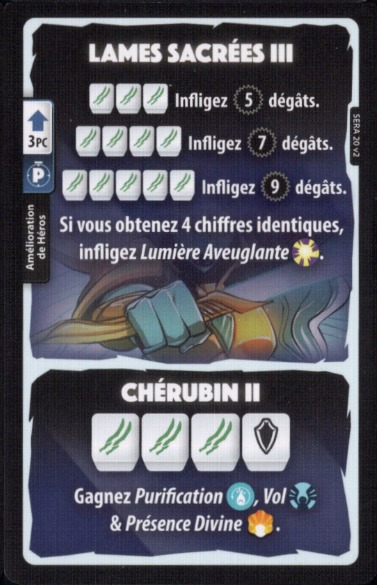 LAMES SACRÉES III
Infligez 5 dégâts.
Infligez 7 dégâts.
Infligez 9 dégâts.
Si vous obtenez 4 chiffres identiques,
infligez Lumière Aveuglante.
3PC
P
Amélioration
de Héros
SERA 20 v2
CHÉRUBIN II
Gagnez Purification, Vol
& Présence Divine.